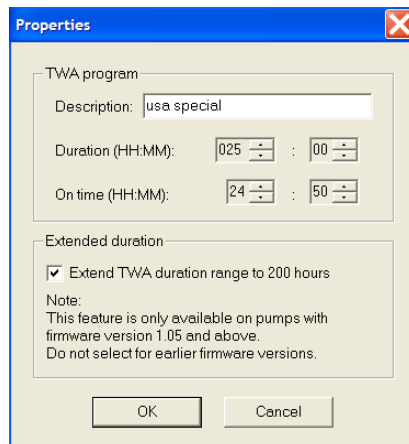 Properties
TWA program
Description: usa special
Duration (HH:MM): 025 : 00
On time (HH:MM): 24 : 50
Extended duration
Extend TWA duration range to 200 hours
Note:
This feature is only available on pumps with
firmware version 1.05 and above.
Do not select for earlier firmware versions.
OK Cancel